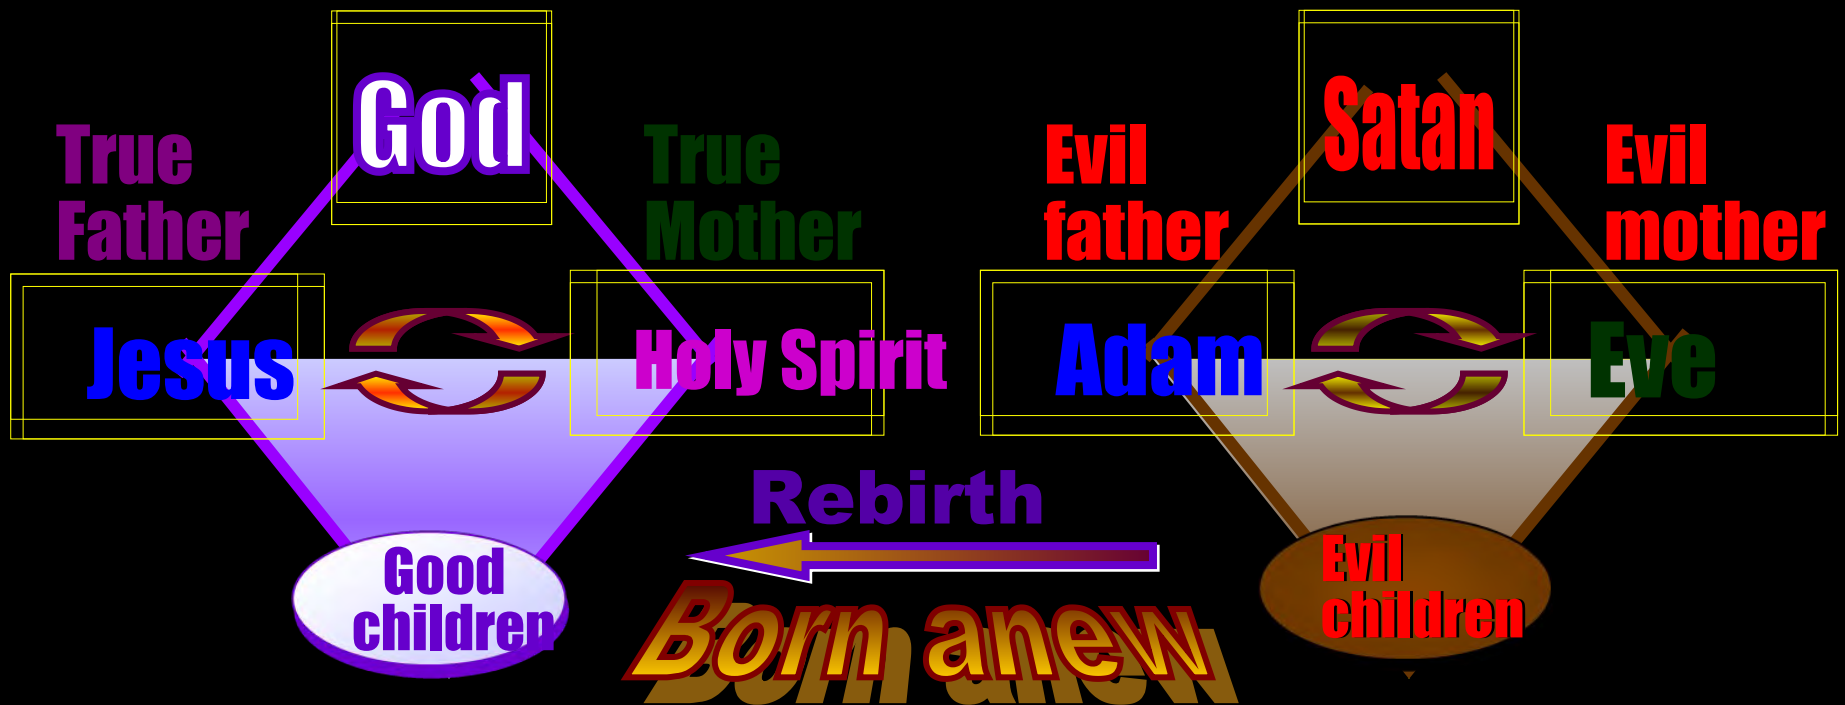 God
True
Father
True
Mother
Jesus
Holy Spirit
Good
children
Rebirth
Born anew
Satan
Evil
father
Evil
mother
Adam
Eve
Evil
children